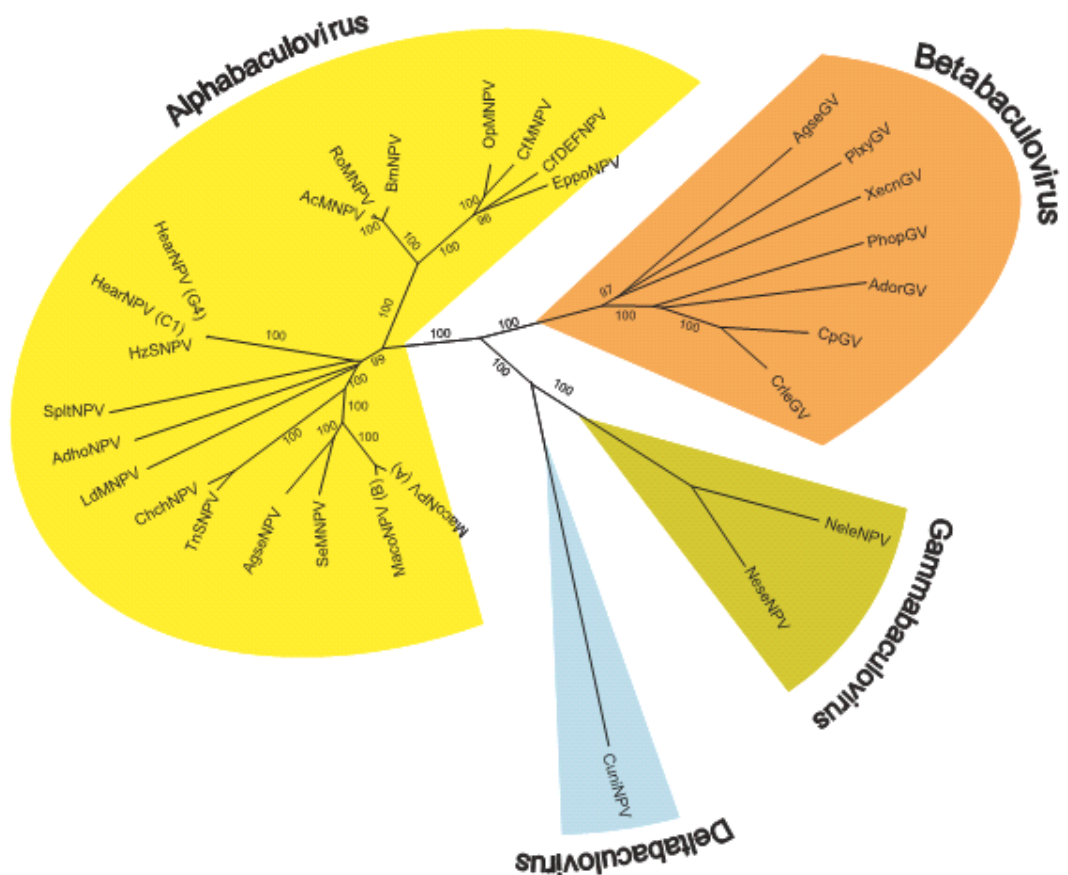 Alphabaculovirus
OpMNPV
CfMNPV
CfDEFNPV
EppoNPV
100
96
100
BmNPV
RoMNPV
AcMNPV
100
100
100
HearNPV (G4)
HearNPV (C1)
HzSNPV
100
99
SpltNPV
AdhoNPV
LdMNPV
ChchNPV
TnSNPV
100
100
100
100
100
AgseNPV
SeMNPV
MacoNPV (B)
MacoNPV (A)
100
100
100
100
Betabaculovirus
AgseGV
PlxyGV
XecnGV
PhopGV
AdorGV
CpGV
CrleGV
97
100
100
Gammabaculovirus
NeleNPV
NeseNPV
Deltabaculovirus
CuniNPV